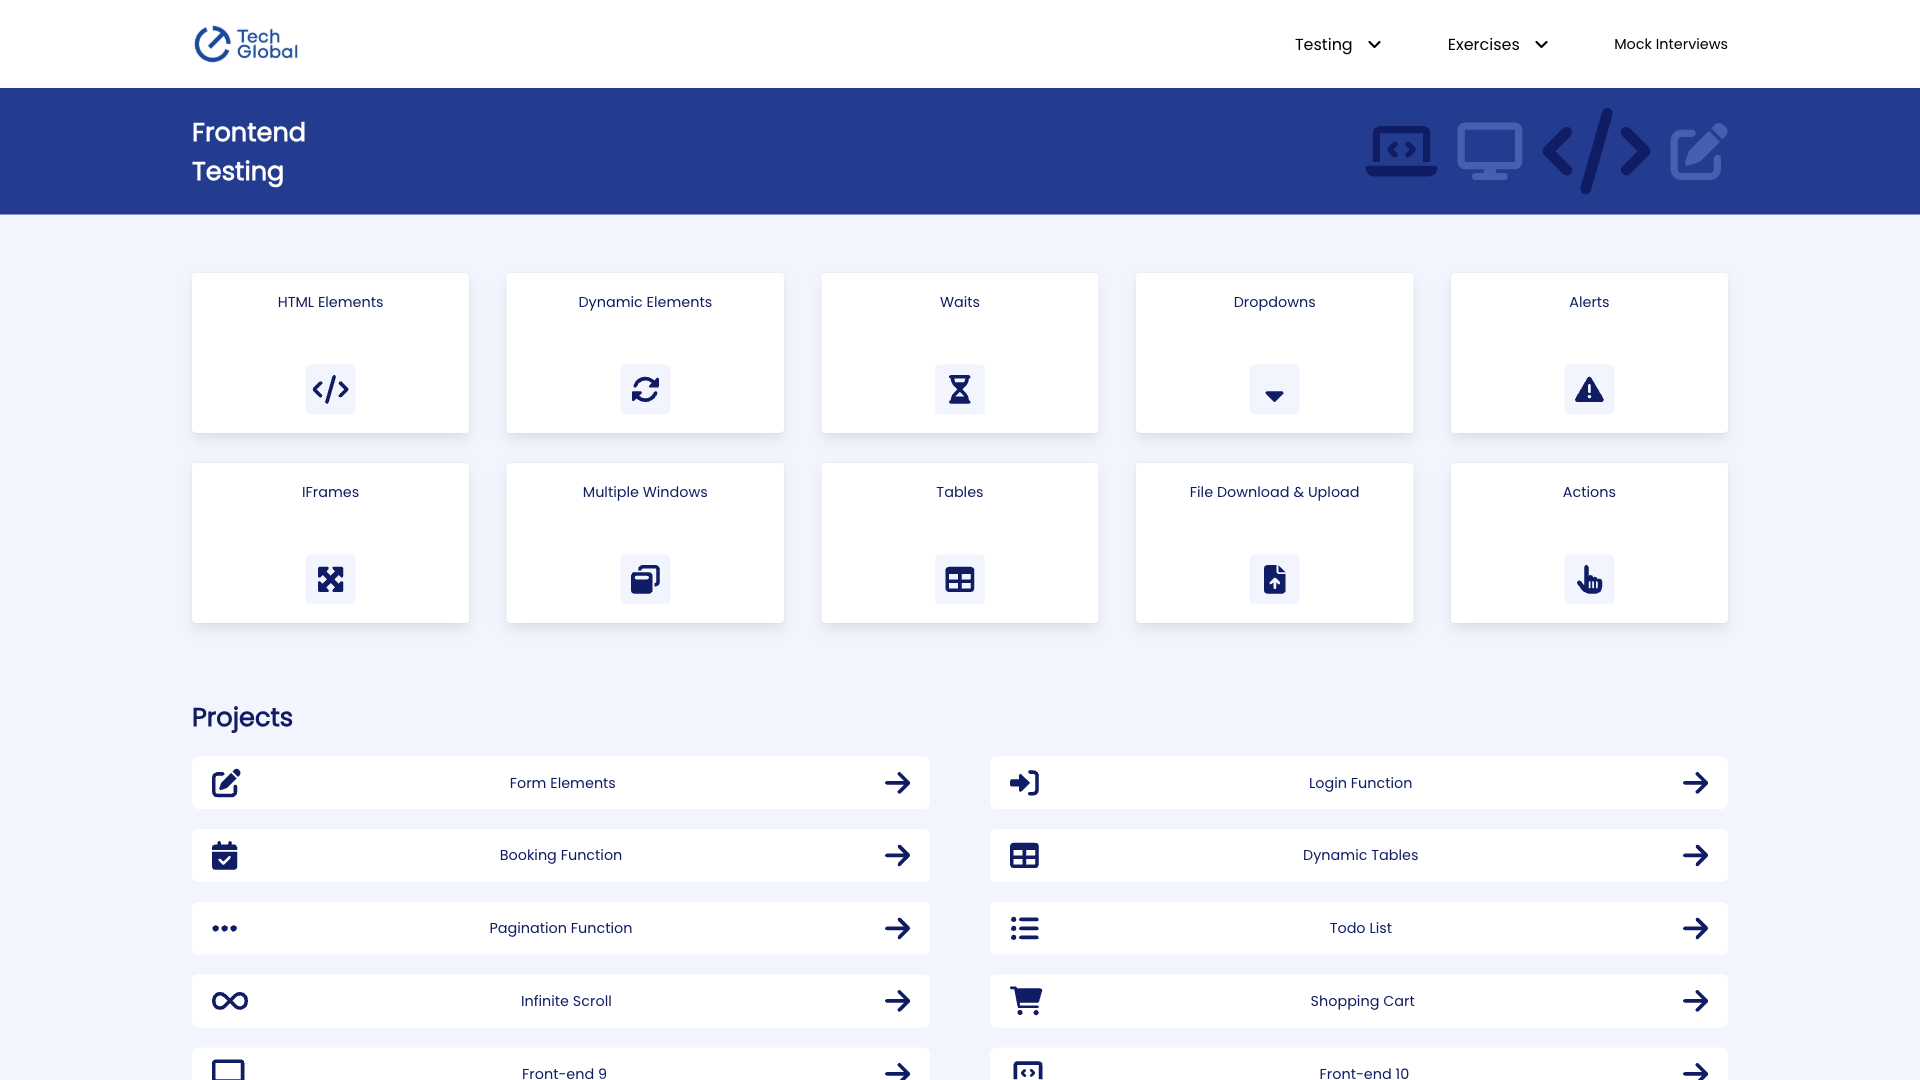 Tech
Global
Testing
Exercises
Mock Interviews
Frontend
Testing
HTML Elements
Dynamic Elements
Waits
Dropdowns
Alerts
IFrames
Multiple Windows
Tables
File Download & Upload
Actions
Projects
Form Elements
Login Function
Booking Function
Dynamic Tables
Pagination Function
Todo List
Infinite Scroll
Shopping Cart
Front-end 9
Front-end 10